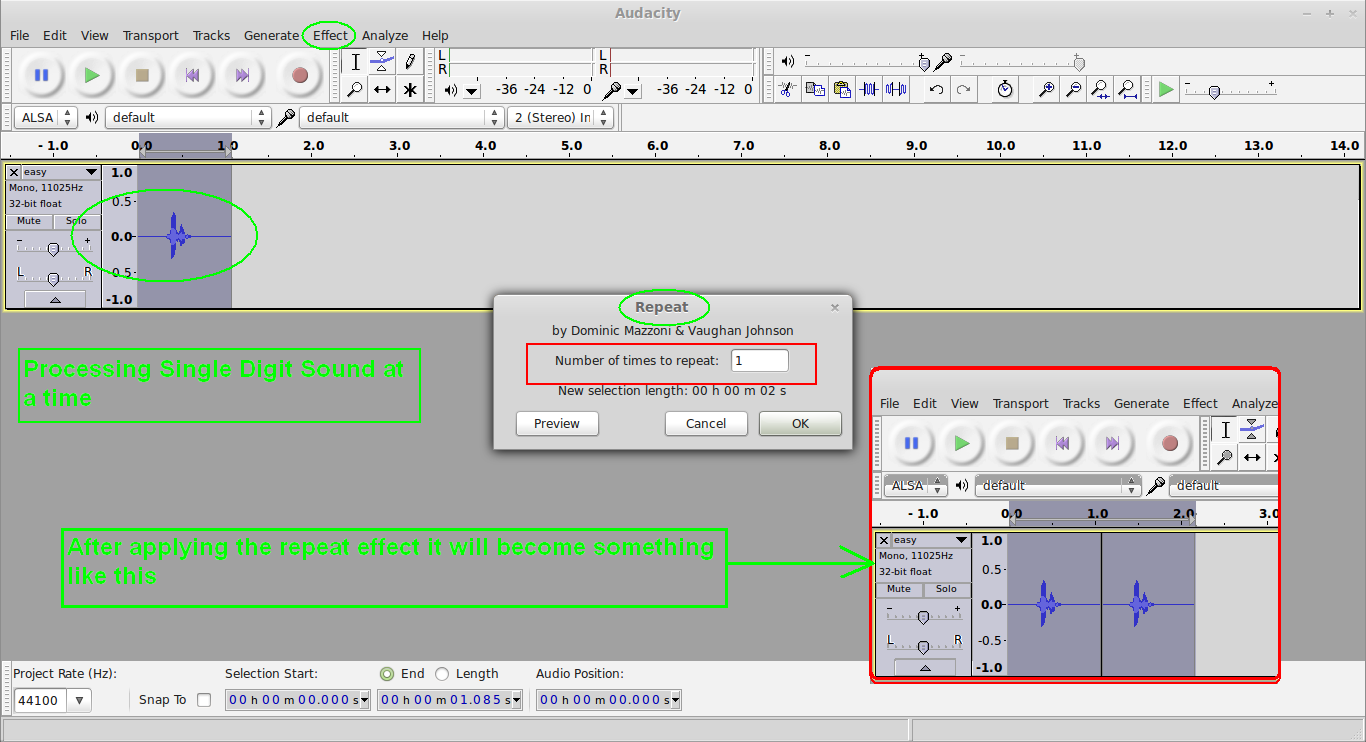 Audacity
File Edit View Transport Tracks Generate Effect Analyze Help
L
R
L
R
-36 -24 -12 0
-36 -24 -12 0
ALSA default default 2 (Stereo) In
- 1.0 0.0 1.0 2.0 3.0 4.0 5.0 6.0 7.0 8.0 9.0 10.0 11.0 12.0 13.0 14.0
easy
Mono, 11025Hz
32-bit float
Mute Solo
- +
L R
1.0
0.5
0.0
-0.5
-1.0
Repeat
by Dominic Mazzoni & Vaughan Johnson
Number of times to repeat: 1
New selection length: 00 h 00 m 02 s
Preview Cancel OK
Processing Single Digit Sound at
a time
After applying the repeat effect it will become something
like this
File Edit View Transport Tracks Generate Effect Analyze
ALSA default default
- 1.0 0.0 1.0 2.0 3.0
easy
Mono, 11025Hz
32-bit float
Mute Solo
- +
L R
1.0
0.5
0.0
-0.5
-1.0
Project Rate (Hz): Selection Start: End Length Audio Position:
44100 Snap To 00 h 00 m 00.000 s 00 h 00 m 01.085 s 00 h 00 m 00.000 s